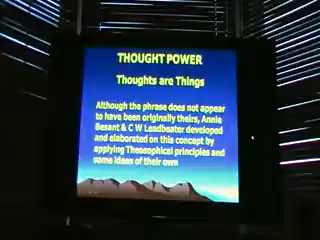 THOUGHT POWER
Thoughts are Things
Although the phrase does not appear
to have been originally theirs, Annie
Besant & C W Leadbeater developed
and elaborated on this concept by
applying Theosophical principles and
some ideas of their own